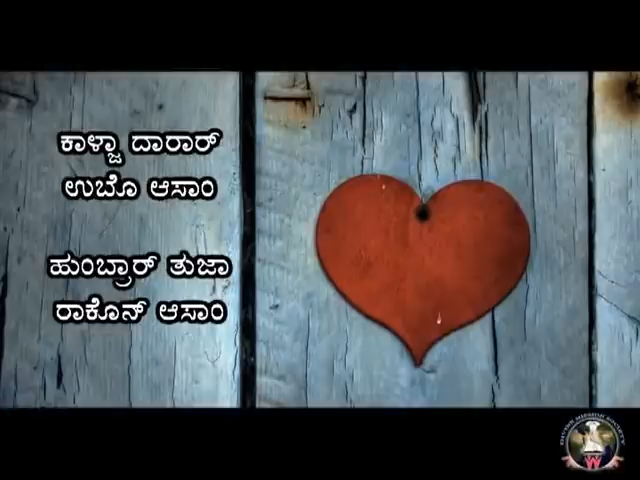 ಕಾಳ್ಜಾ ದಾರಾರ್
ಉಬೊ ಆಸಾಂ
ಹುಂಬ್ರಾರ್ ತುಜಾ
ರಾಕೊನ್ ಆಸಾಂ